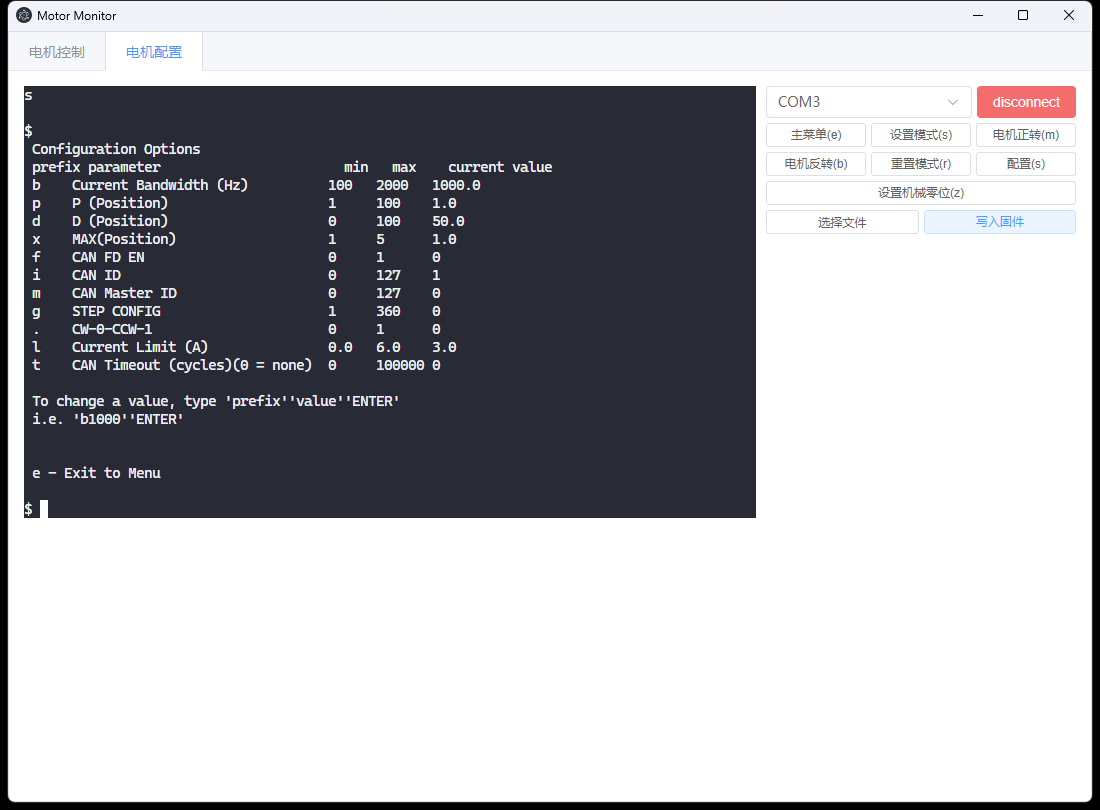 Motor Monitor
电机控制 电机配置
s
$
Configuration Options
prefix parameter min max current value
b Current Bandwidth (Hz) 100 2000 1000.0
p P (Position) 1 100 1.0
d D (Position) 0 100 50.0
x MAX(Position) 1 5 1.0
f CAN FD EN 0 1 0
i CAN ID 0 127 1
m CAN Master ID 0 127 0
g STEP CONFIG 1 360 0
. CW-0-CCW-1 0 1 0
l Current Limit (A) 0.0 6.0 3.0
t CAN Timeout (cycles)(0 = none) 0 100000 0
To change a value, type 'prefix''value''ENTER'
i.e. 'b1000''ENTER'
e - Exit to Menu
$
COM3 disconnect
主菜单(e) 设置模式(s) 电机正转(m)
电机反转(b) 重置模式(r) 配置(s)
设置机械零位(z)
选择文件 写入固件